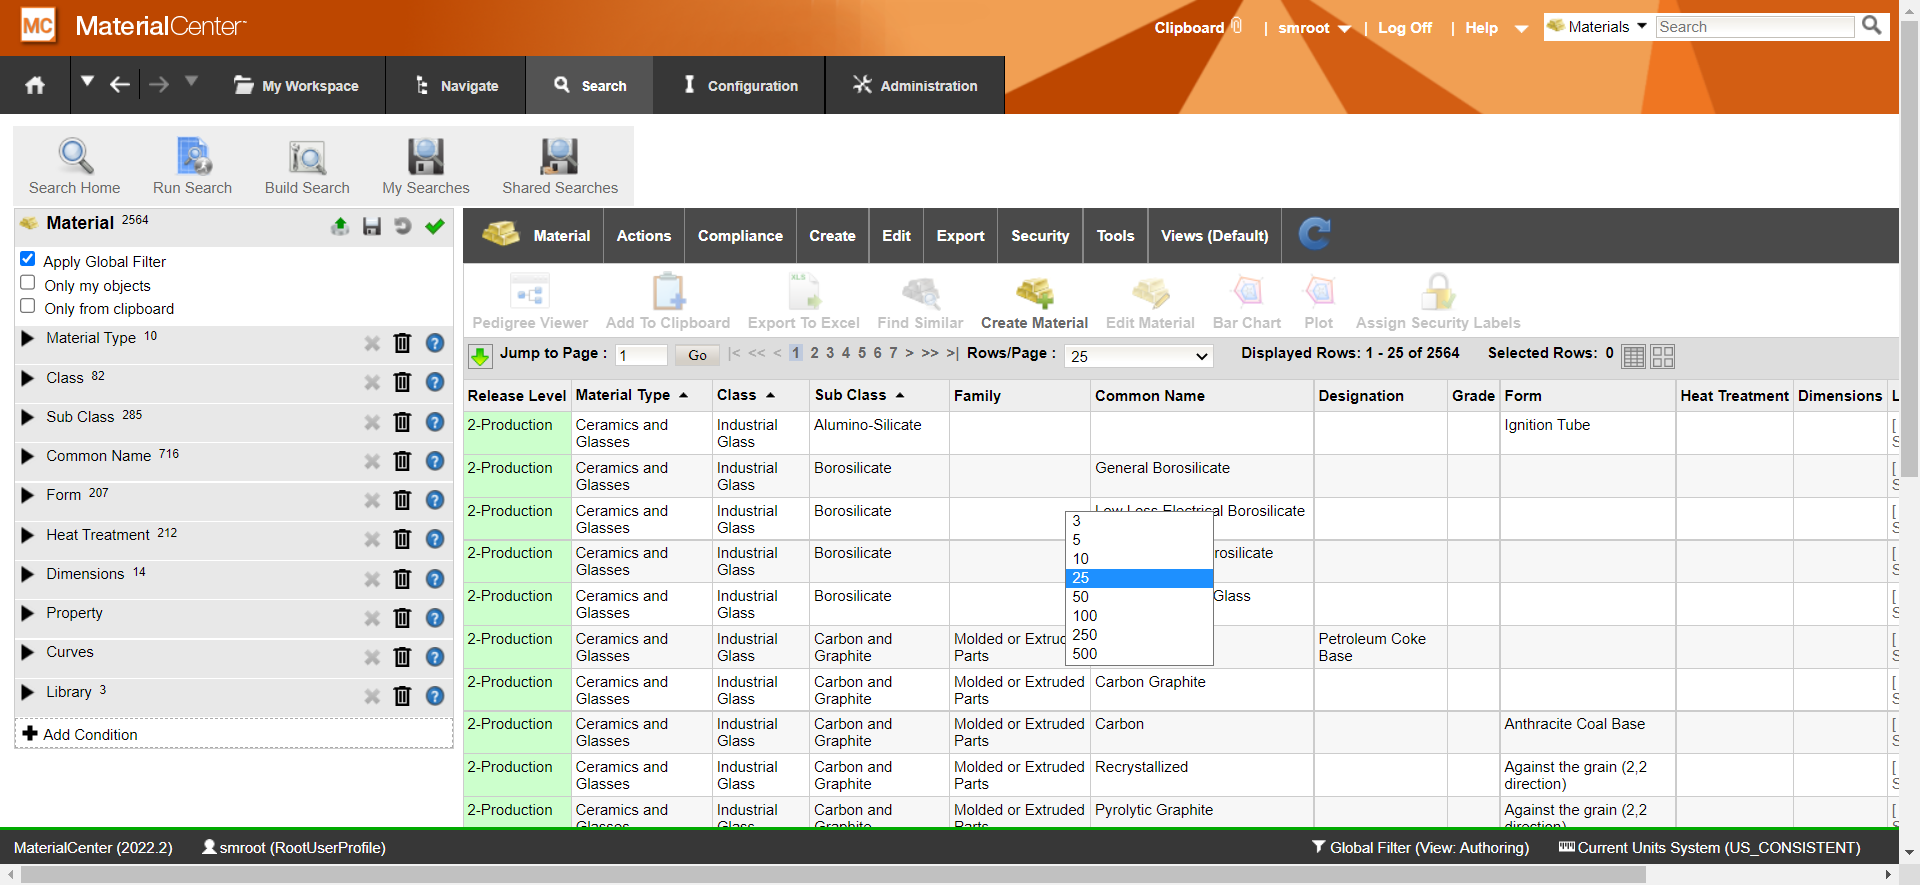 MC MaterialCenter
Clipboard | smroot | Log Off | Help Materials Search
My Workspace Navigate Search Configuration Administration
Search Home Run Search Build Search My Searches Shared Searches
Material 2564
Apply Global Filter
Only my objects
Only from clipboard
Material Type 10
Class 82
Sub Class 285
Common Name 716
Form 207
Heat Treatment 212
Dimensions 14
Property
Curves
Library 3
Add Condition
Material Actions Compliance Create Edit Export Security Tools Views (Default)
XLS
Pedigree Viewer Add To Clipboard Export To Excel Find Similar Create Material Edit Material Bar Chart Plot Assign Security Labels
Jump to Page : 1 Go |< << < 1 2 3 4 5 6 7 > >> >| Rows/Page : 25 Displayed Rows: 1 - 25 of 2564 Selected Rows: 0
Release Level Material Type Class Sub Class Family Common Name Designation Grade Form Heat Treatment Dimensions L
2-Production Ceramics and Industrial Alumino-Silicate Ignition Tube [
Glasses Glass S
2-Production Ceramics and Industrial Borosilicate General Borosilicate [
Glasses Glass S
2-Production Ceramics and Industrial Borosilicate Low Loss Electrical Borosilicate [
Glasses Glass S
2-Production Ceramics and Industrial Borosilicate rosilicate [
Glasses Glass S
2-Production Ceramics and Industrial Borosilicate Glass [
Glasses Glass S
2-Production Ceramics and Industrial Carbon and Molded or Extruc Petroleum Coke [
Glasses Glass Graphite Parts Base S
2-Production Ceramics and Industrial Carbon and Molded or Extruded Carbon Graphite [
Glasses Glass Graphite Parts S
2-Production Ceramics and Industrial Carbon and Molded or Extruded Carbon Anthracite Coal Base [
Glasses Glass Graphite Parts S
2-Production Ceramics and Industrial Carbon and Molded or Extruded Recrystallized Against the grain (2,2 [
Glasses Glass Graphite Parts direction) S
2-Production Ceramics and Industrial Carbon and Molded or Extruded Pyrolytic Graphite Against the grain (2,2 [
Glasses Glass Graphite Parts direction) S
3
5
10
25
50
100
250
500
MaterialCenter (2022.2) smroot (RootUserProfile) Global Filter (View: Authoring) Current Units System (US_CONSISTENT)